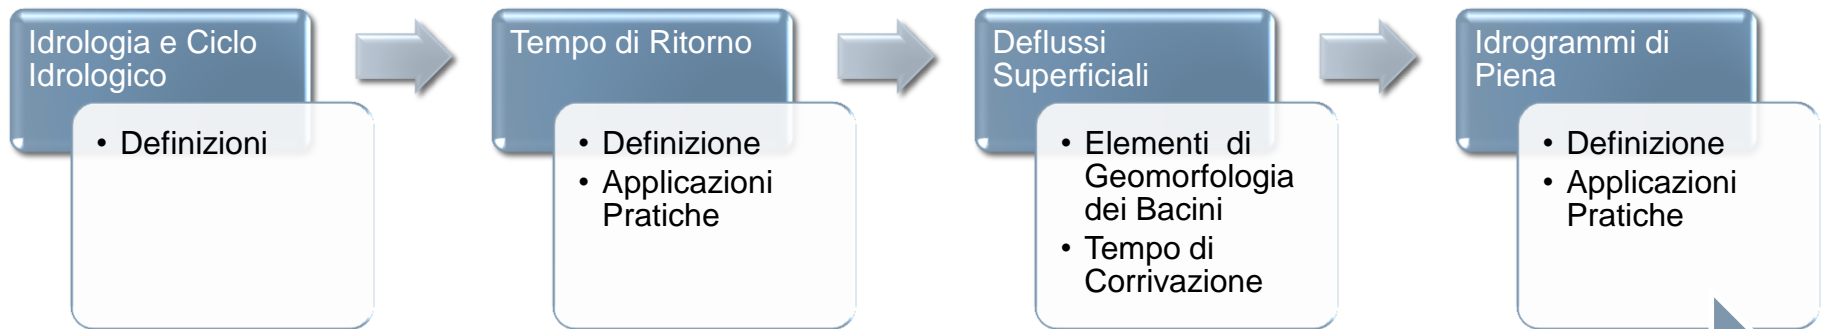 Idrologia e Ciclo
Idrologico
• Definizioni
Tempo di Ritorno
• Definizione
• Applicazioni
Pratiche
Deflussi
Superficiali
• Elementi di
Geomorfologia
dei Bacini
• Tempo di
Corrivazione
Idrogrammi di
Piena
• Definizione
• Applicazioni
Pratiche